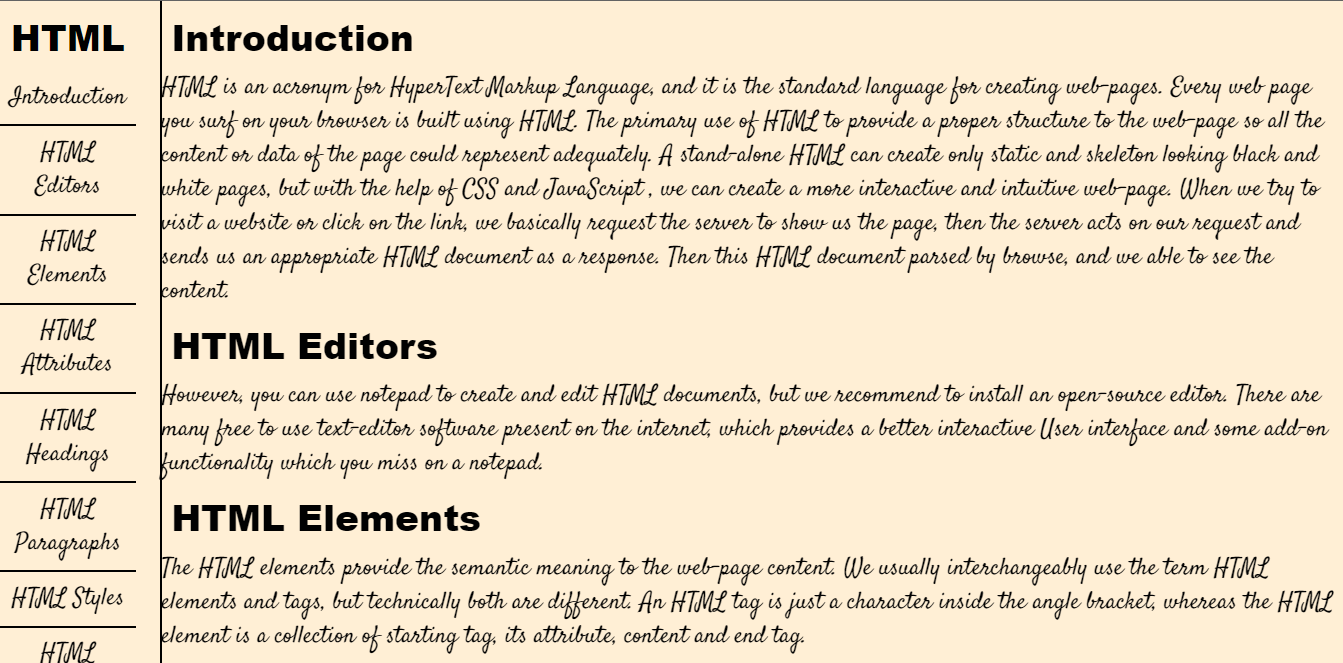 HTML
Introduction
HTML
Editors
HTML
Elements
HTML
Attributes
HTML
Headings
HTML
Paragraphs
HTML Styles
HTML
Introduction
HTML is an acronym for HyperText Markup Language, and it is the standard language for creating web-pages. Every web page
you surf on your browser is built using HTML. The primary use of HTML to provide a proper structure to the web-page so all the
content or data of the page could represent adequately. A stand-alone HTML can create only static and skeleton looking black and
white pages, but with the help of CSS and JavaScript , we can create a more interactive and intuitive web-page. When we try to
visit a website or click on the link, we basically request the server to show us the page, then the server acts on our request and
sends us an appropriate HTML document as a response. Then this HTML document parsed by browse, and we able to see the
content.
HTML Editors
However, you can use notepad to create and edit HTML documents, but we recommend to install an open-source editor. There are
many free to use text-editor software present on the internet, which provides a better interactive User interface and some add-on
functionality which you miss on a notepad.
HTML Elements
The HTML elements provide the semantic meaning to the web-page content. We usually interchangeably use the term HTML
elements and tags, but technically both are different. An HTML tag is just a character inside the angle bracket, whereas the HTML
element is a collection of starting tag, its attribute, content and end tag.